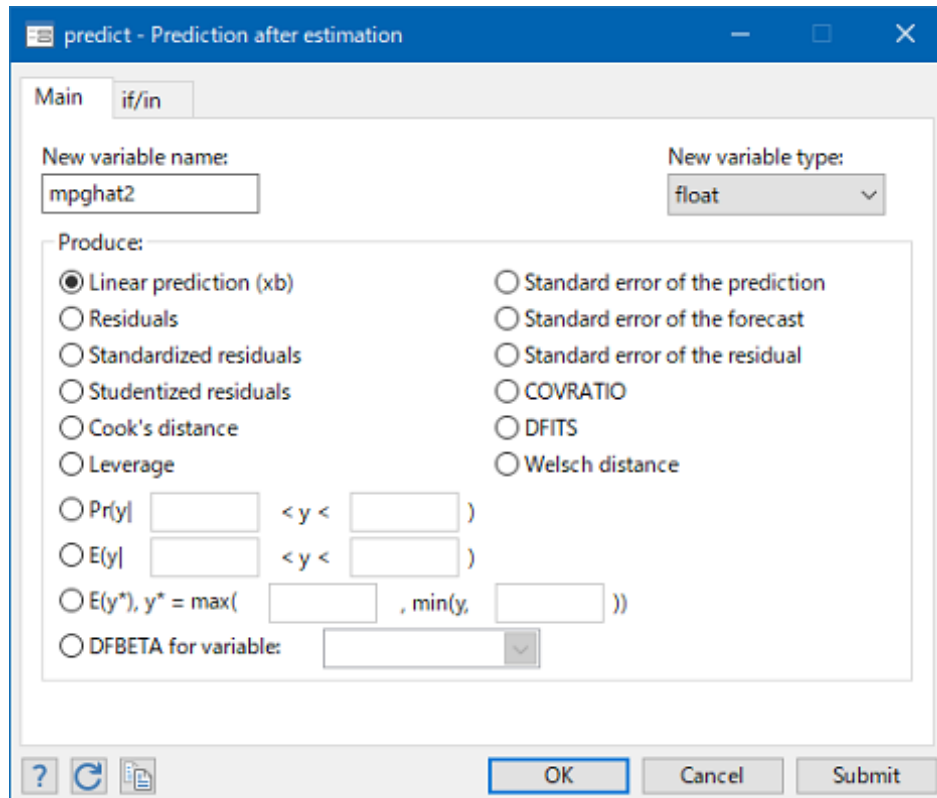 predict - Prediction after estimation
Main if/in
New variable name: New variable type:
mpghat2 float
Produce:
Linear prediction (xb) Standard error of the prediction
Residuals Standard error of the forecast
Standardized residuals Standard error of the residual
Studentized residuals COVRATIO
Cook's distance DFITS
Leverage Welsch distance
Pr(y| < y < )
E(y| < y < )
E(y*), y* = max( , min(y, ))
DFBETA for variable:
? OK Cancel Submit